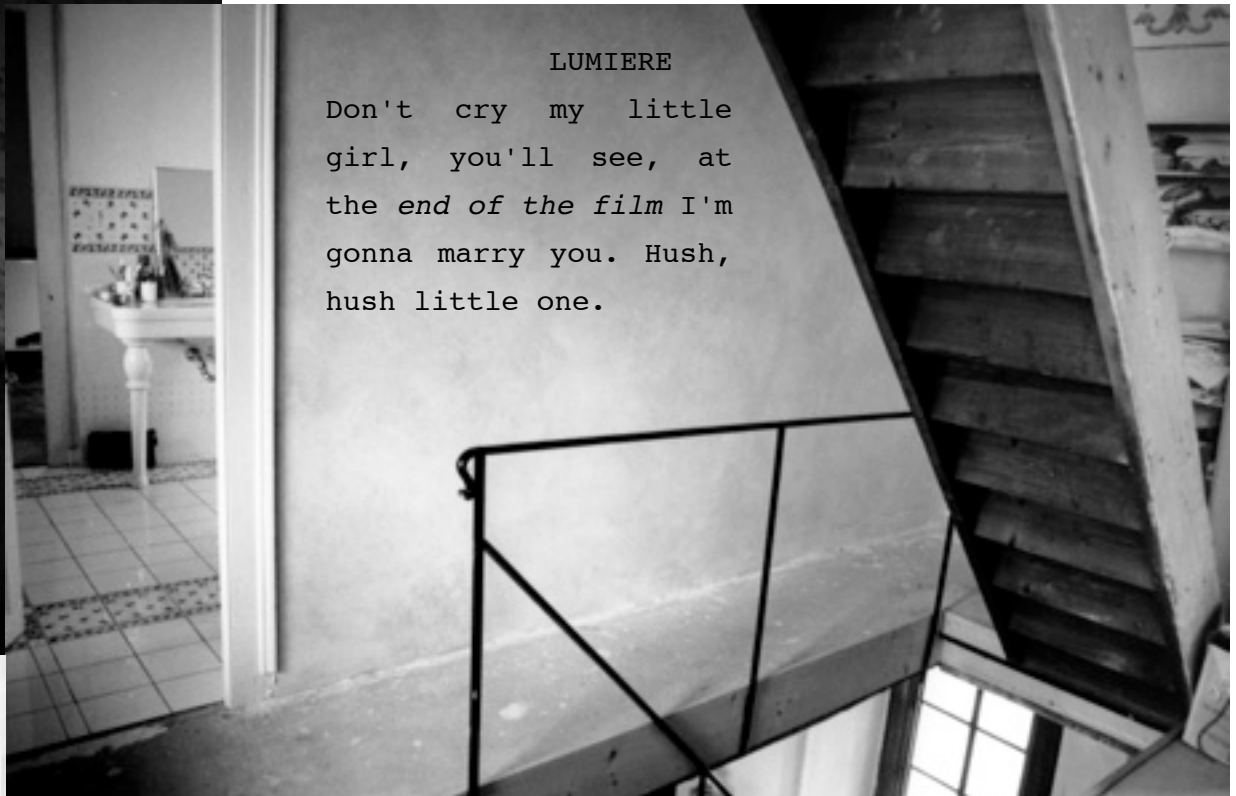 LUMIERE
Don't cry my little
girl, you'll see, at
the end of the film I'm
gonna marry you. Hush,
hush little one.